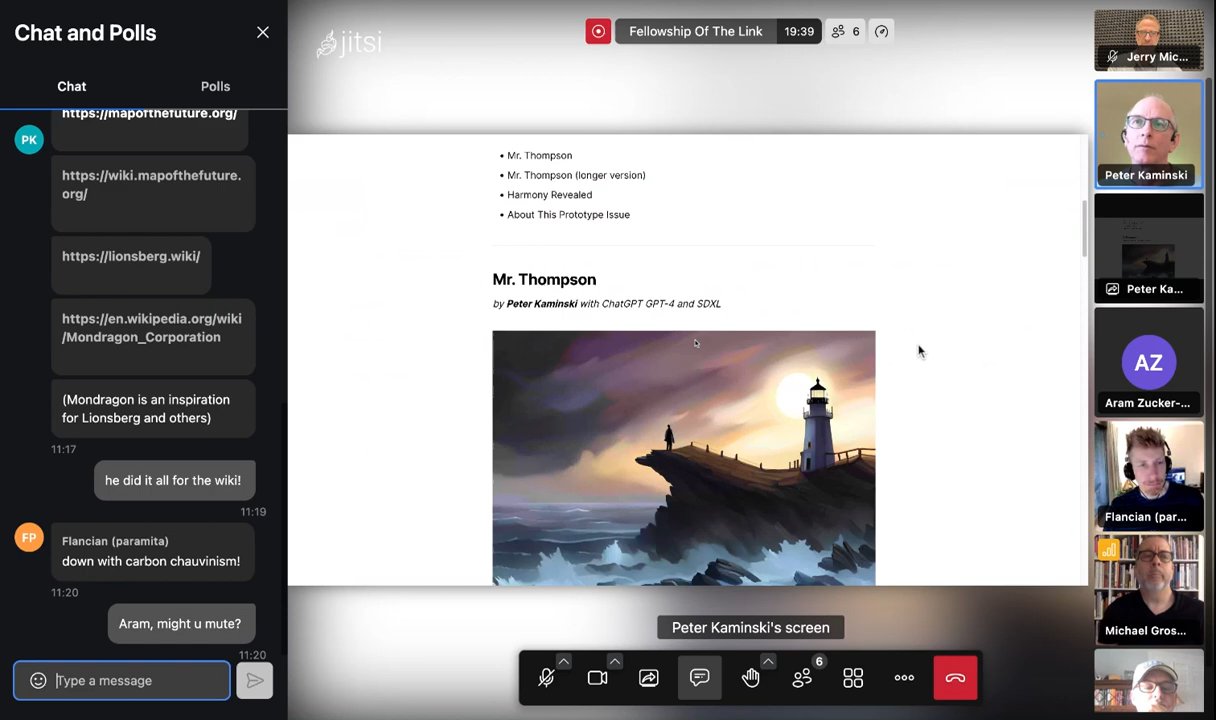 Chat and Polls
Chat
Polls
https://mapofthefuture.org/
PK
https://wiki.mapofthefuture.
org/
https://lionsberg.wiki/
https://en.wikipedia.org/wiki
/Mondragon_Corporation
(Mondragon is an inspiration
for Lionsberg and others)
11:17
he did it all for the wiki!
11:19
FP
Flancian (paramita)
down with carbon chauvinism!
11:20
Aram, might u mute?
11:20
Type a message
jitsi
Fellowship Of The Link
19:39
6
• Mr. Thompson
• Mr. Thompson (longer version)
• Harmony Revealed
• About This Prototype Issue
Mr. Thompson
by Peter Kaminski with ChatGPT GPT-4 and SDXL
Peter Kaminski's screen
6
Jerry Mic...
Peter Kaminski
Peter Ka...
AZ
Aram Zucker-...
Flancian (par...
Michael Gros...